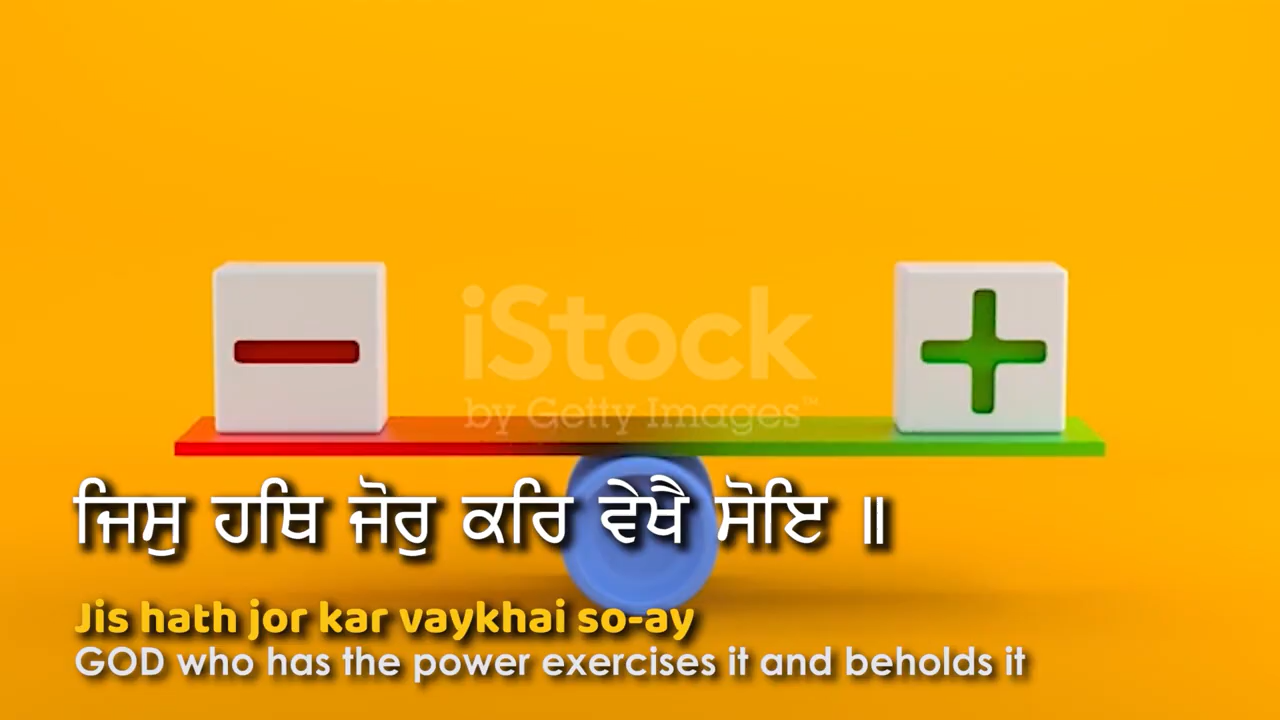 iStock
by Getty Images™
ਜਿਸੁ ਹਥਿ ਜੋਰੁ ਕਰਿ ਵੇਖੈ ਸੋਇ ॥
Jis hath jor kar vaykhai so-ay
GOD who has the power exercises it and beholds it